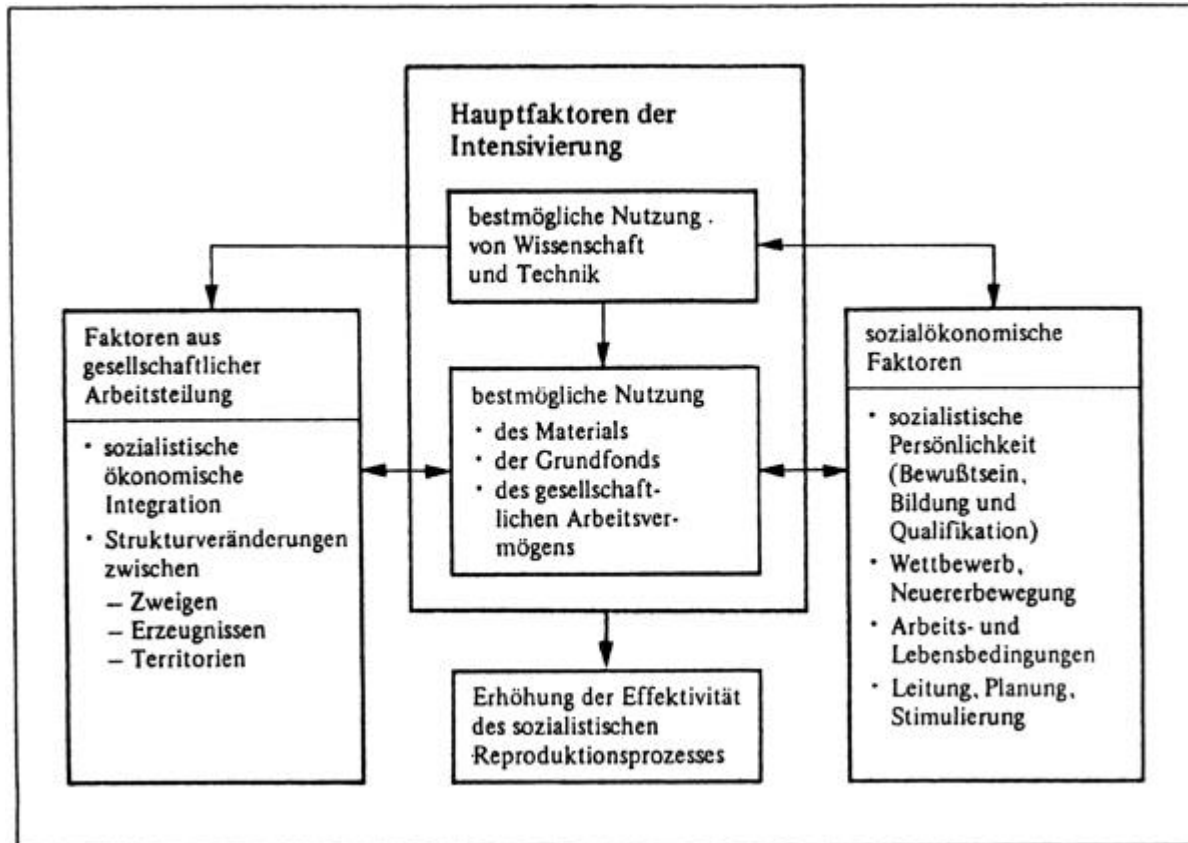 Hauptfaktoren der
Intensivierung
bestmögliche Nutzung
von Wissenschaft
und Technik
Faktoren aus
gesellschaftlicher
Arbeitsteilung
• sozialistische
ökonomische
Integration
• Strukturveränderungen
zwischen
– Zweigen
– Erzeugnissen
– Territorien
bestmögliche Nutzung
• des Materials
• der Grundfonds
• des gesellschaft-
lichen Arbeitsver-
mögens
sozialökonomische
Faktoren
• sozialistische
Persönlichkeit
(Bewußtsein,
Bildung und
Qualifikation)
• Wettbewerb,
Neuererbewegung
• Arbeits- und
Lebensbedingungen
• Leitung, Planung,
Stimulierung
Erhöhung der Effektivität
des sozialistischen
Reproduktionsprozesses